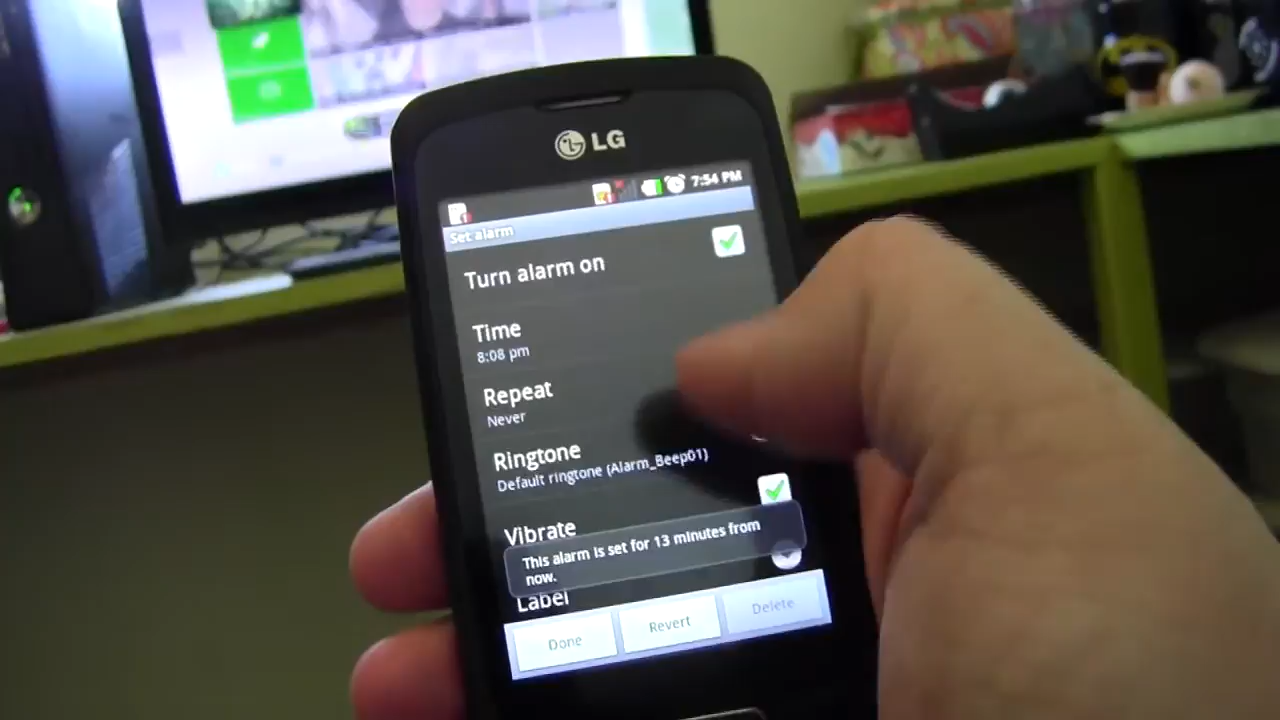 LG
7:54 PM
Set alarm
Turn alarm on
Time
8:08 pm
Repeat
Never
Ringtone
Default ringtone (Alarm_Beep01)
Vibrate
This alarm is set for 13 minutes from
now.
Label
Done
Revert
Delete